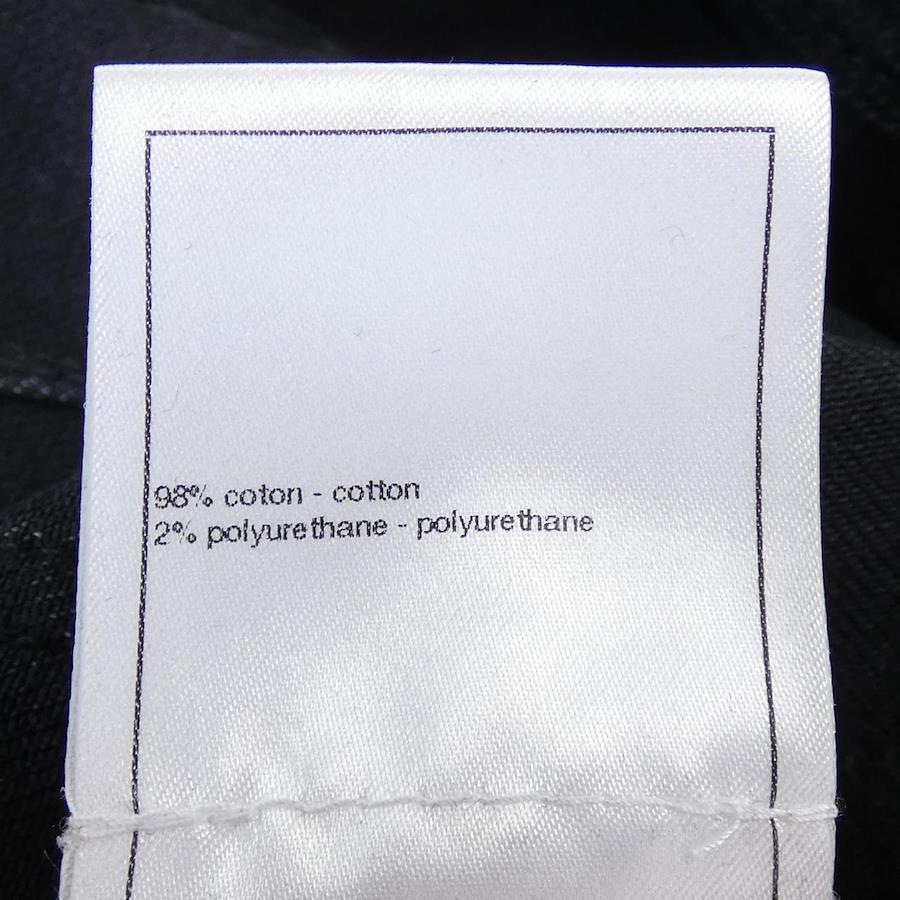 98% coton - cotton
2% polyurethane - polyurethane